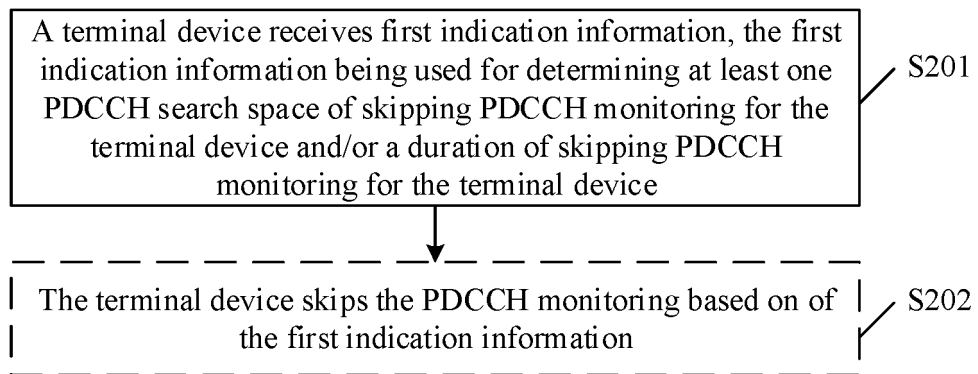 A terminal device receives first indication information, the first
indication information being used for determining at least one
PDCCH search space of skipping PDCCH monitoring for the
terminal device and/or a duration of skipping PDCCH
monitoring for the terminal device
S201
The terminal device skips the PDCCH monitoring based on of
the first indication information
S202